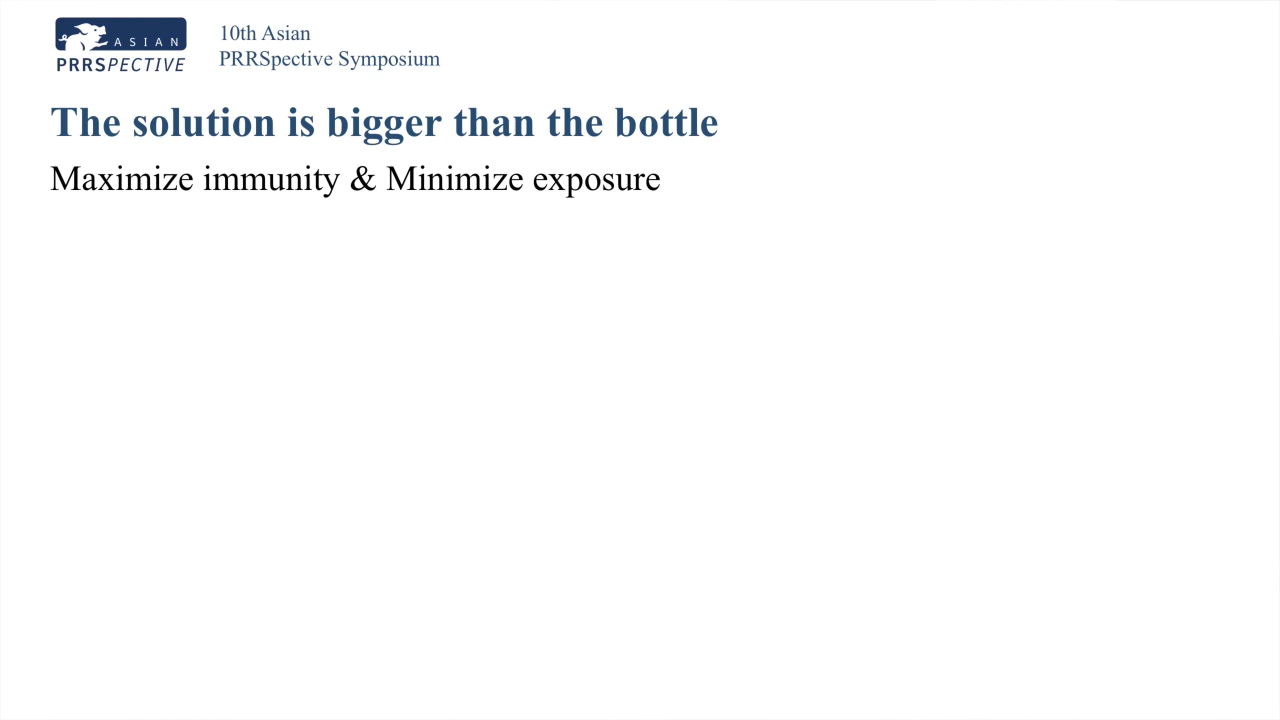 ASIAN
PRRSPECTIVE
10th Asian
PRRSpective Symposium
The solution is bigger than the bottle
Maximize immunity & Minimize exposure